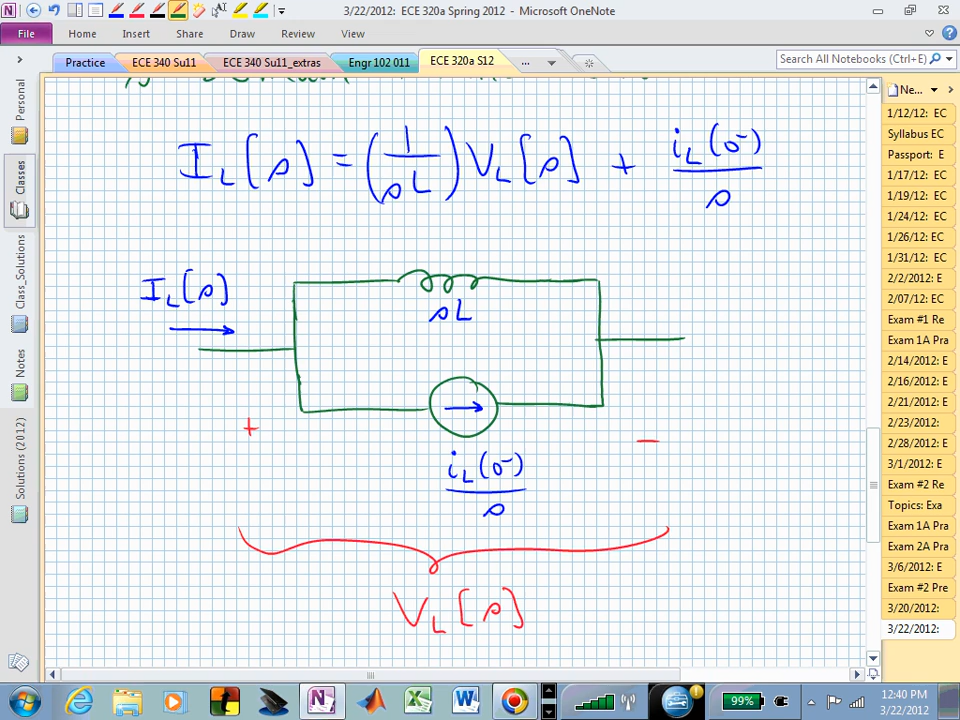 3/22/2012: ECE 320a Spring 2012 - Microsoft OneNote
File Home Insert Share Draw Review View
Practice ECE 340 Su11 ECE 340 Su11_extras Engr 102 011 ECE 320a S12 ...
Search All Notebooks (Ctrl+E)
Personal
Classes
Class_Solutions
Notes
Solutions (2012)
I_L[s] = (1/sL) V_L[s] + i_L(0-)/s
I_L[s]
sL
+
-
i_L(0-)/s
V_L[s]
Ne...
1/12/12: EC
Syllabus EC
Passport: E
1/17/12: EC
1/19/12: EC
1/24/12: EC
1/26/12: EC
1/31/12: EC
2/2/2012: E
2/07/12: EC
Exam #1 Re
Exam 1A Pra
2/14/2012: E
2/16/2012: E
2/21/2012: E
2/23/2012:
2/28/2012: E
3/1/2012: E
Exam #2 Re
Topics: Exa
Exam 1A Pra
Exam 2A Pra
3/6/2012: E
Exam #2 Pre
3/20/2012:
3/22/2012:
99%
12:40 PM
3/22/2012